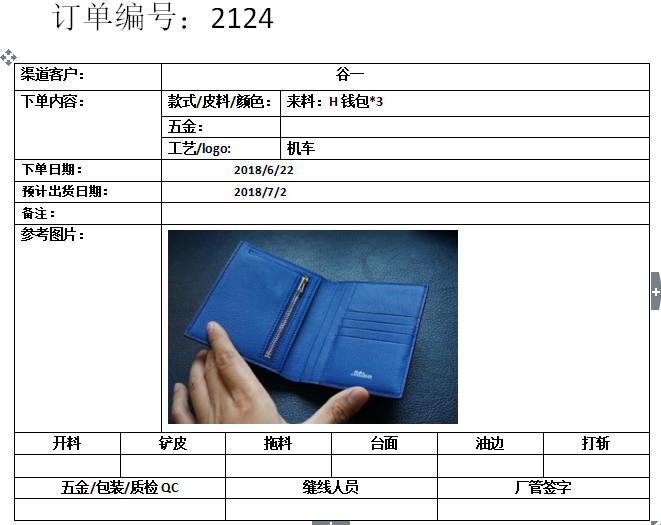 订单编号：2124
渠道客户： 谷一
下单内容： 款式/皮料/颜色： 来料：H 钱包*3
五金：
工艺/logo: 机车
下单日期： 2018/6/22
预计出货日期： 2018/7/2
备注：
参考图片：
开料 铲皮 拖料 台面 油边 打斩
五金/包装/质检 QC 缝线人员 厂管签字